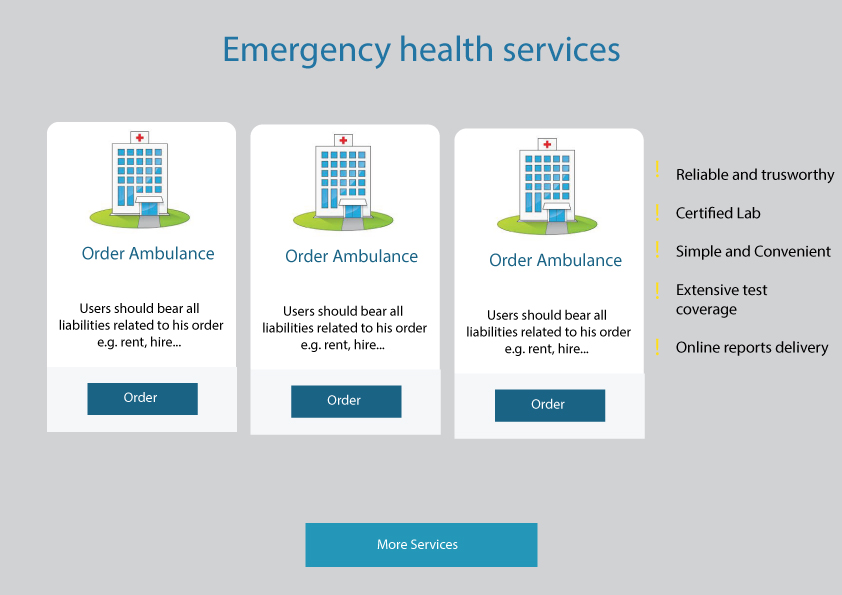 Emergency health services
Order Ambulance
Users should bear all
liabilities related to his order
e.g. rent, hire...
Order
Order Ambulance
Users should bear all
liabilities related to his order
e.g. rent, hire...
Order
Order Ambulance
Users should bear all
liabilities related to his order
e.g. rent, hire...
Order
! Reliable and trusworthy
! Certified Lab
! Simple and Convenient
! Extensive test
coverage
! Online reports delivery
More Services